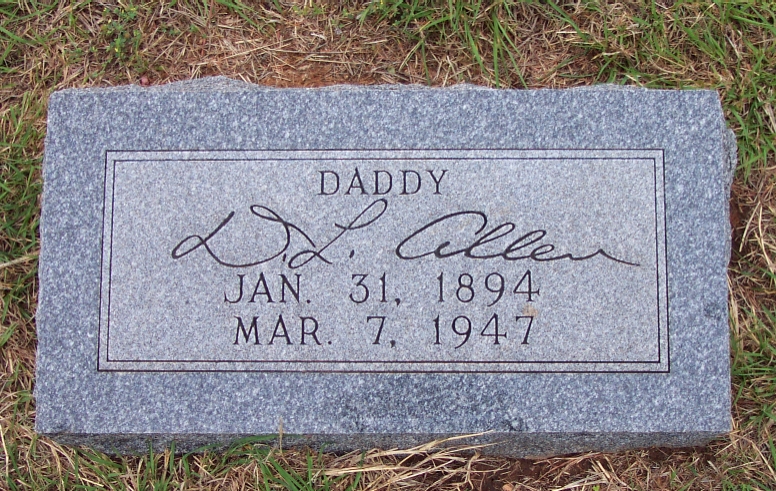 DADDY
D.L. Allen
JAN. 31, 1894
MAR. 7, 1947